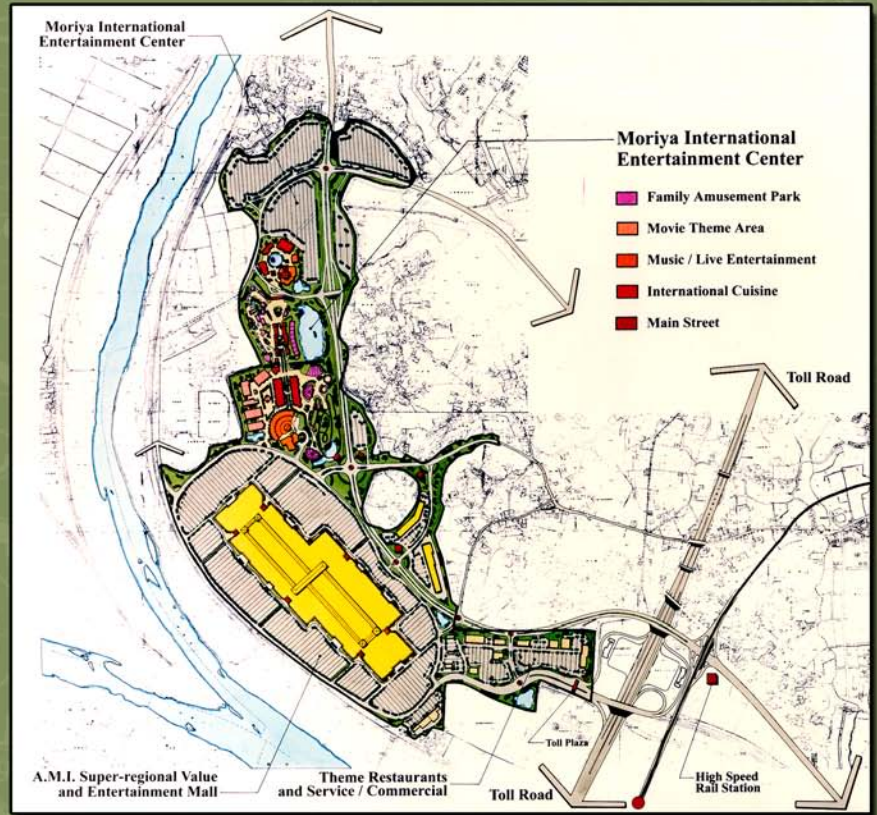 Moriya International
Entertainment Center
Moriya International
Entertainment Center
Family Amusement Park
Movie Theme Area
Music / Live Entertainment
International Cuisine
Main Street
Toll Road
Toll Plaza
A.M.I. Super-regional Value
and Entertainment Mall
Theme Restaurants
and Service / Commercial
Toll Road
High Speed
Rail Station